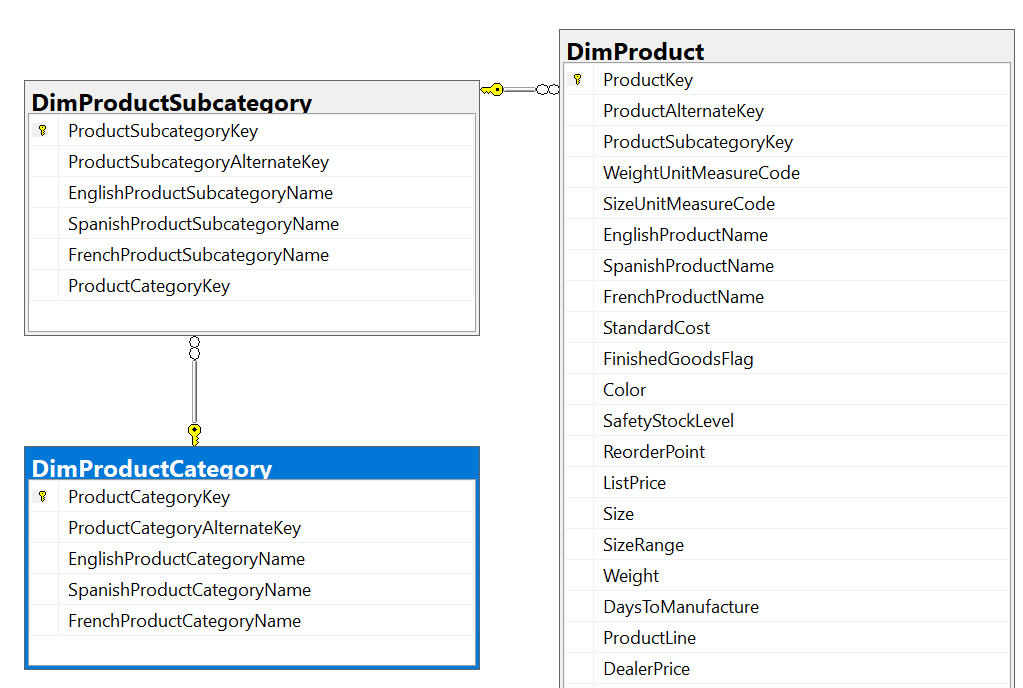 DimProductSubcategory
ProductSubcategoryKey
ProductSubcategoryAlternateKey
EnglishProductSubcategoryName
SpanishProductSubcategoryName
FrenchProductSubcategoryName
ProductCategoryKey
DimProductCategory
ProductCategoryKey
ProductCategoryAlternateKey
EnglishProductCategoryName
SpanishProductCategoryName
FrenchProductCategoryName
DimProduct
ProductKey
ProductAlternateKey
ProductSubcategoryKey
WeightUnitMeasureCode
SizeUnitMeasureCode
EnglishProductName
SpanishProductName
FrenchProductName
StandardCost
FinishedGoodsFlag
Color
SafetyStockLevel
ReorderPoint
ListPrice
Size
SizeRange
Weight
DaysToManufacture
ProductLine
DealerPrice